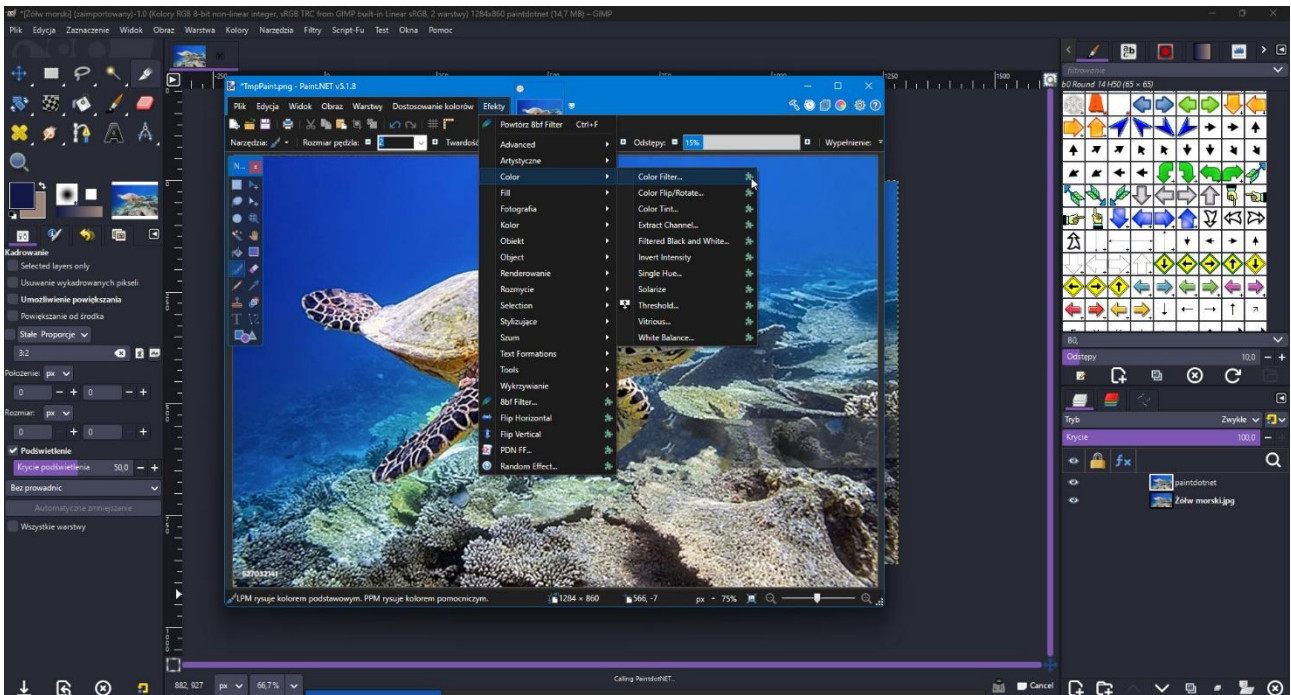 *[Żółw morski] (zaimportowany)-1.0 (Kolory RGB 8-bit non-linear integer, sRGB TRC from GIMP built-in Linear sRGB, 2 warstwy) 1284x860 paintdotnet (14,7 MB) – GIMP
Plik Edycja Zaznaczenie Widok Obraz Warstwa Kolory Narzędzia Filtry Script-Fu Test Okna Pomoc
*TmpPaint.png - Paint.NET v5.1.8
Plik Edycja Widok Obraz Warstwy Dostosowanie kolorów Efekty
Narzędzia: Rozmiar pędzla: 2 Twardość
Odstępy: 15% Wypełnienie:
N...
Powtórz 8bf Filter Ctrl+F
Advanced
Artystyczne
Color
Fill
Fotografia
Kolor
Obiekt
Object
Renderowanie
Rozmycie
Selection
Stylizujące
Szum
Text Formations
Tools
Wykrzywianie
8bf Filter...
Flip Horizontal
Flip Vertical
PDN FF...
Random Effect...
Color Filter...
Color Flip/Rotate...
Color Tint...
Extract Channel...
Filtered Black and White...
Invert Intensity
Single Hue...
Solarize
Threshold...
Vitrious...
White Balance...
527032141
LPM rysuje kolorem podstawowym. PPM rysuje kolorem pomocniczym.
1284 × 860 566, -7 px 75%
Kadrowanie
Selected layers only
Usuwanie wykadrowanych pikseli
Umożliwienie powiększania
Powiększanie od środka
Stałe Proporcje
3:2
Położenie: px
0 0
Rozmiar: px
0 0
Podświetlenie
Krycie podświetlenia 50,0
Bez prowadnic
Automatyczne zmniejszanie
Wszystkie warstwy
882, 927 px 66,7%
Calling PaintdotNET...
Cancel
filtrowanie
b0 Round 14 H50 (65 × 65)
B0,
Odstępy 10,0
Tryb Zwykłe
Krycie 100,0
fx
paintdotnet
Żółw morski.jpg